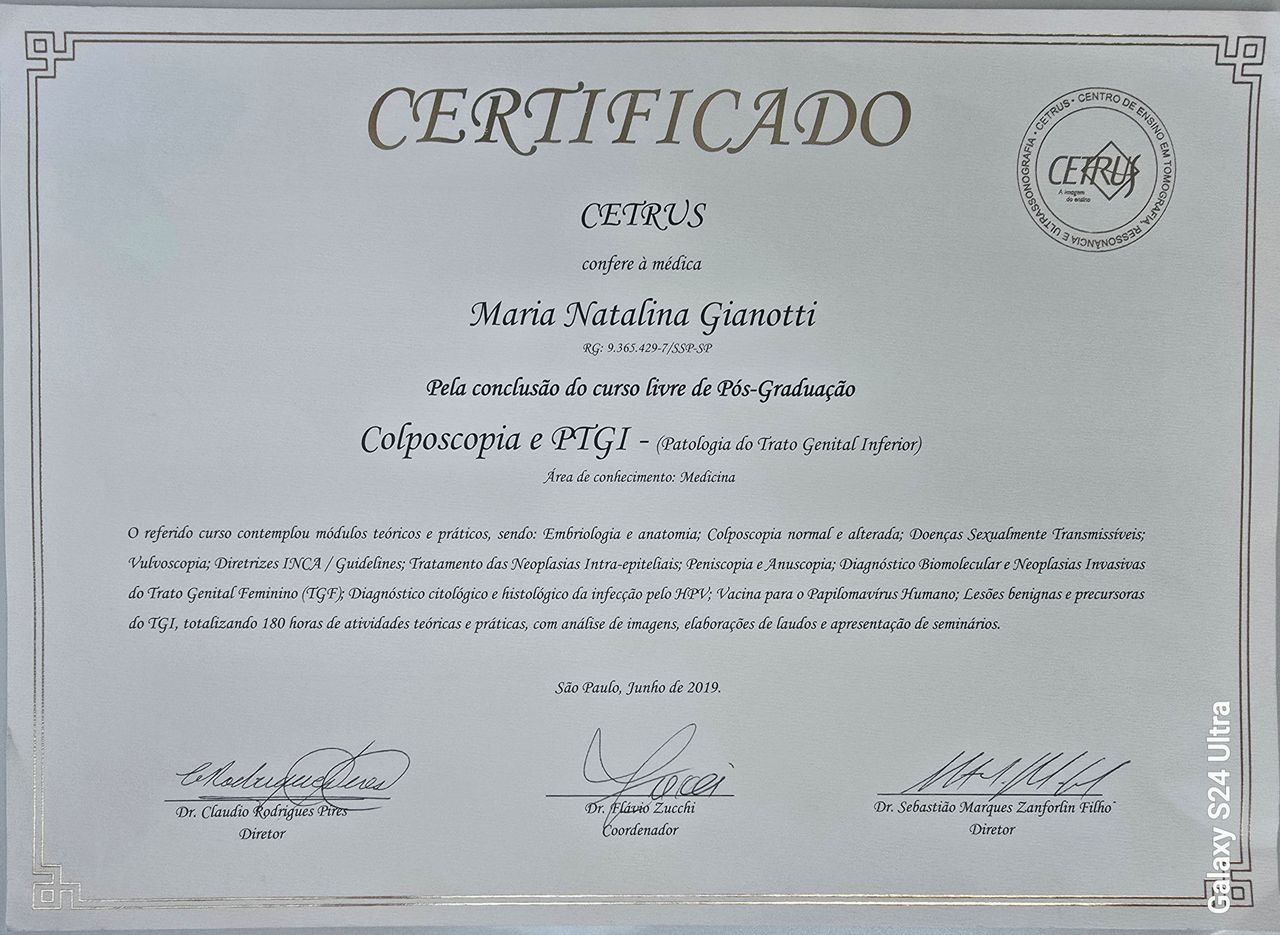 CERTIFICADO
CETRUS - CENTRO DE ENSINO EM TOMOGRAFIA, RESSONÂNCIA E ULTRASSONOGRAFIA -
CETRUS
A imagem
do ensino
CETRUS
confere à médica
Maria Natalina Gianotti
RG: 9.365.429-7/SSP-SP
Pela conclusão do curso livre de Pós-Graduação
Colposcopia e PTGI - (Patologia do Trato Genital Inferior)
Área de conhecimento: Medicina
O referido curso contemplou módulos teóricos e práticos, sendo: Embriologia e anatomia; Colposcopia normal e alterada; Doenças Sexualmente Transmissíveis;
Vulvoscopia; Diretrizes INCA / Guidelines; Tratamento das Neoplasias Intra-epiteliais; Peniscopia e Anuscopia; Diagnóstico Biomolecular e Neoplasias Invasivas
do Trato Genital Feminino (TGF); Diagnóstico citológico e histológico da infecção pelo HPV; Vacina para o Papilomavírus Humano; Lesões benignas e precursoras
do TGI, totalizando 180 horas de atividades teóricas e práticas, com análise de imagens, elaborações de laudos e apresentação de seminários.
São Paulo, Junho de 2019.
Dr. Claudio Rodrigues Pires
Diretor
Dr. Flávio Zucchi
Coordenador
Dr. Sebastião Marques Zanforlin Filho
Diretor
Galaxy S24 Ultra